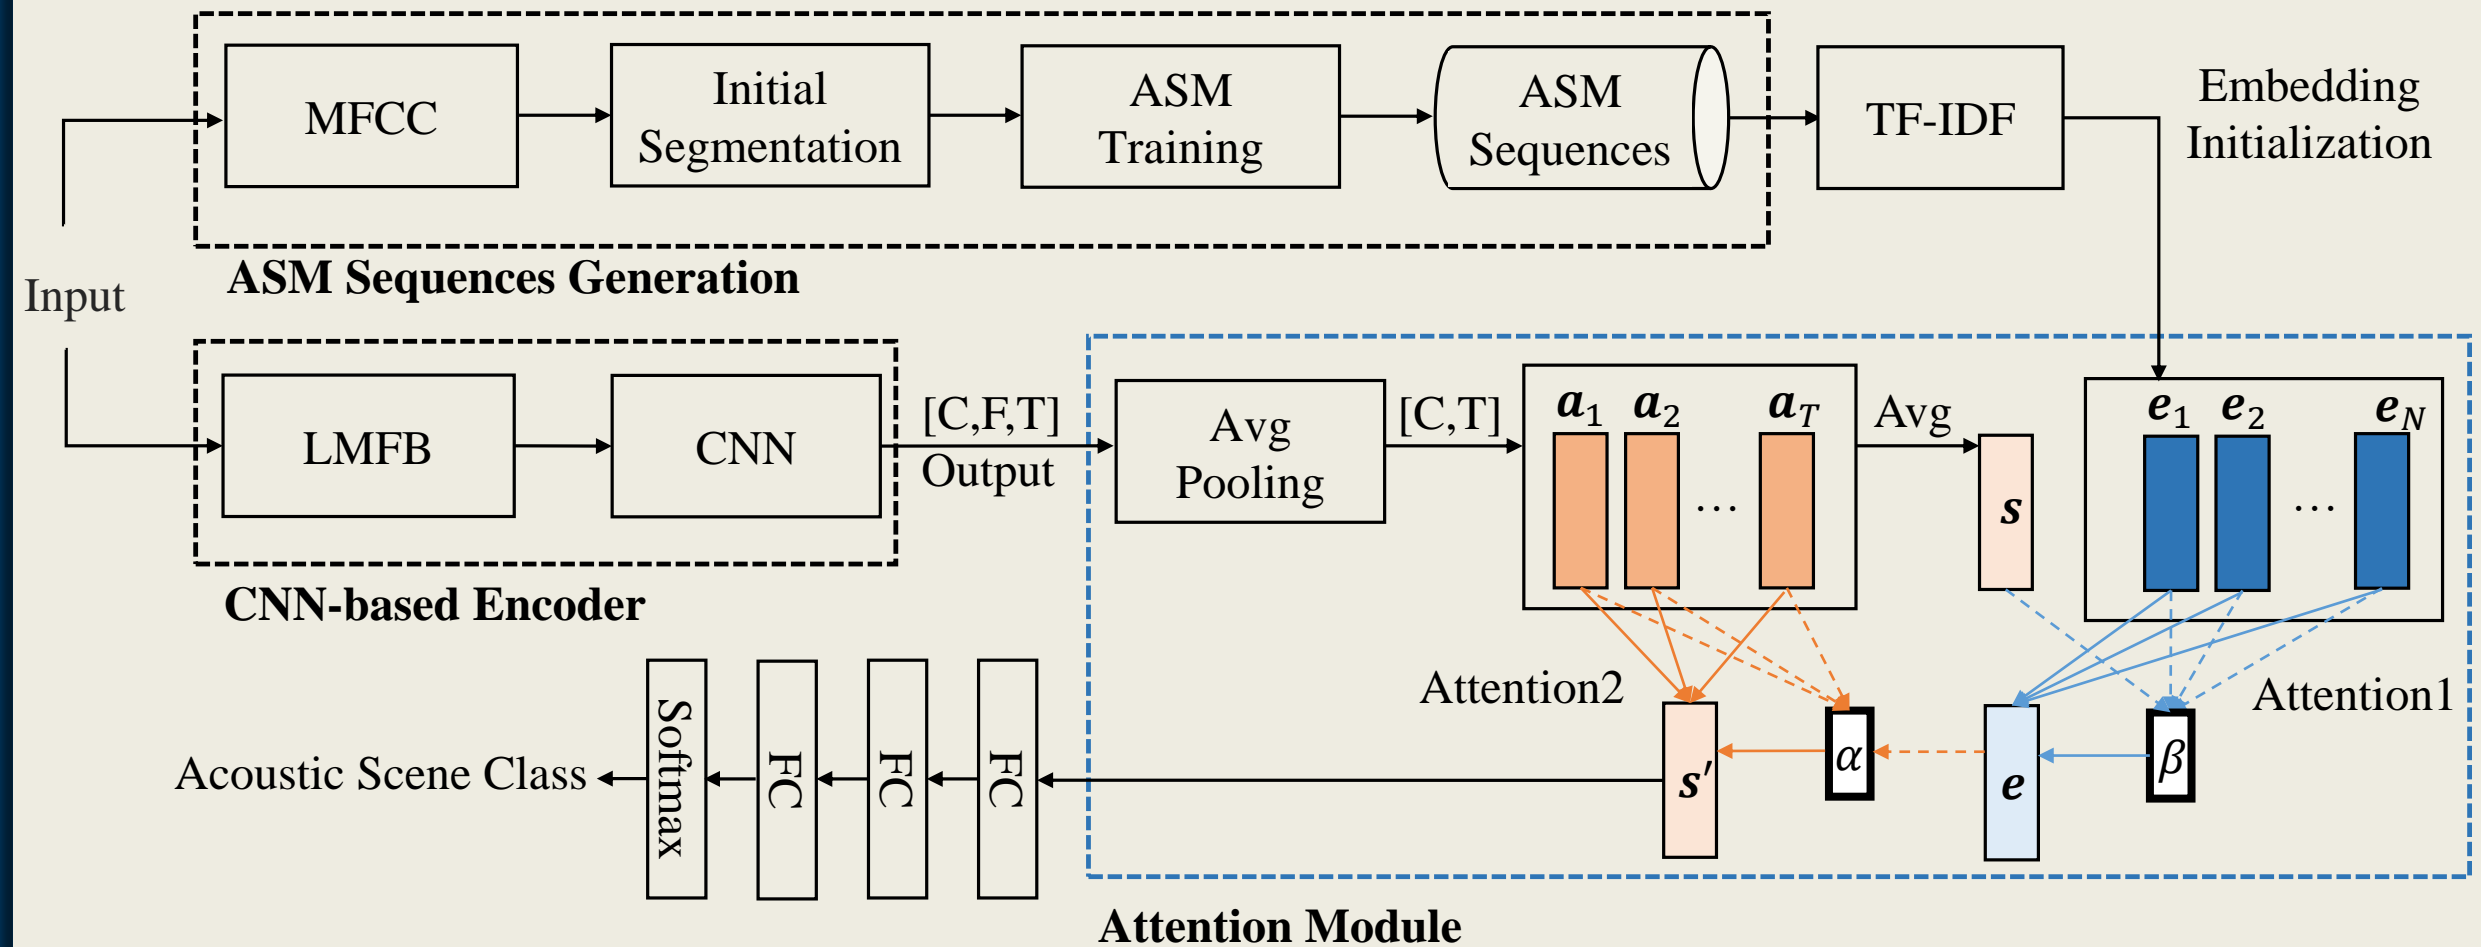 MFCC
Initial
Segmentation
ASM
Training
ASM
Sequences
TF-IDF
Embedding
Initialization
ASM Sequences Generation
Input
LMFB
CNN
[C,F,T]
Output
Avg
Pooling
[C,T]
a₁ a₂ … a_T
Avg
s
e₁ e₂ … e_N
CNN-based Encoder
Attention2
Attention1
s′
α
e
β
FC
FC
FC
Softmax
Acoustic Scene Class
Attention Module